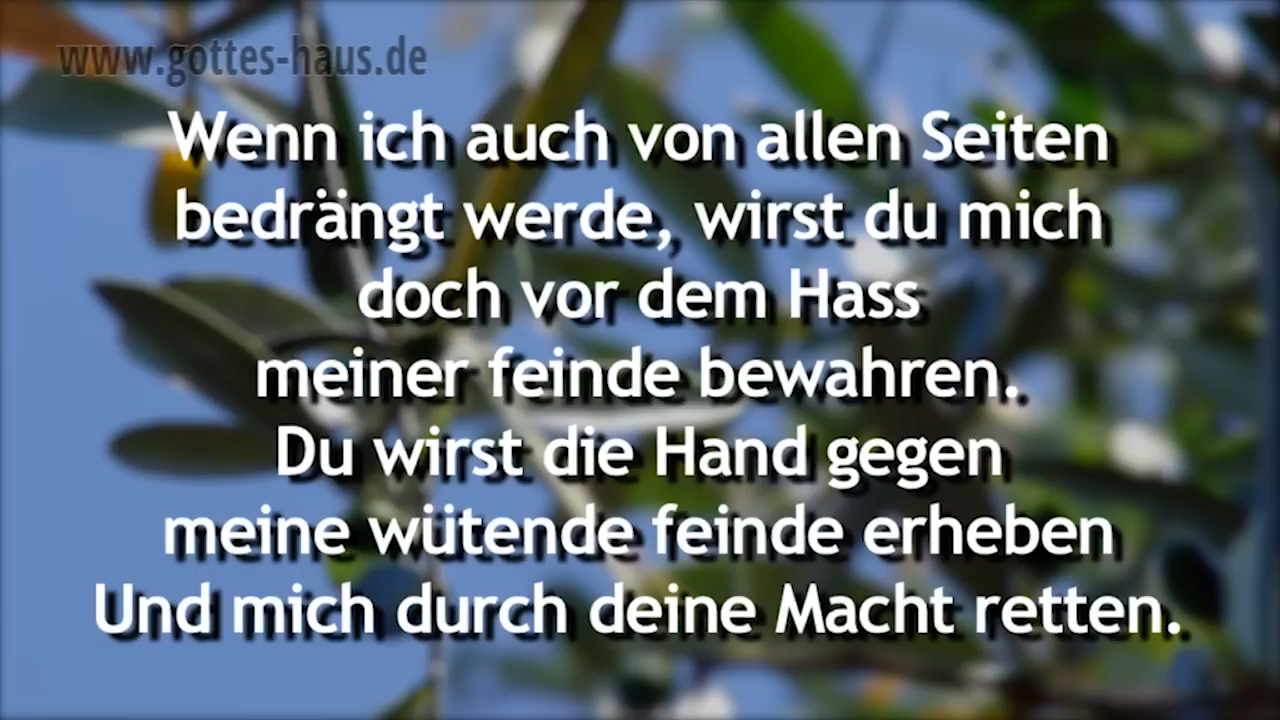 www.gottes-haus.de
Wenn ich auch von allen Seiten
bedrängt werde, wirst du mich
doch vor dem Hass
meiner feinde bewahren.
Du wirst die Hand gegen
meine wütende feinde erheben
Und mich durch deine Macht retten.